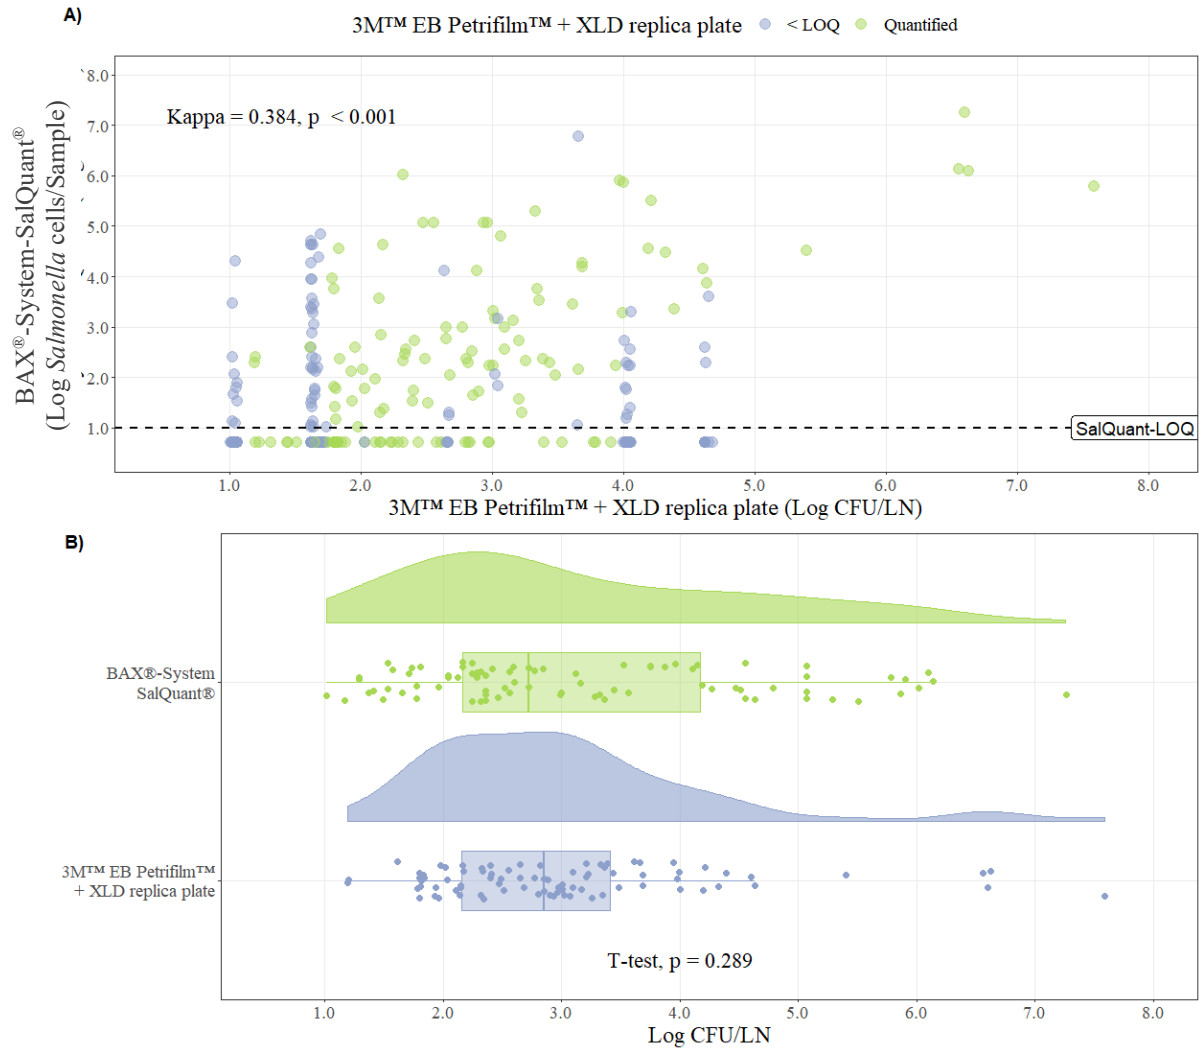 A)
3M™ EB Petrifilm™ + XLD replica plate < LOQ Quantified
BAX®-System-SalQuant®
(Log Salmonella cells/Sample)
8.0
7.0
6.0
5.0
4.0
3.0
2.0
1.0
Kappa = 0.384, p < 0.001
SalQuant-LOQ
1.0 2.0 3.0 4.0 5.0 6.0 7.0 8.0
3M™ EB Petrifilm™ + XLD replica plate (Log CFU/LN)
B)
BAX®-System
SalQuant®
3M™ EB Petrifilm™
+ XLD replica plate
T-test, p = 0.289
1.0 2.0 3.0 4.0 5.0 6.0 7.0 8.0
Log CFU/LN